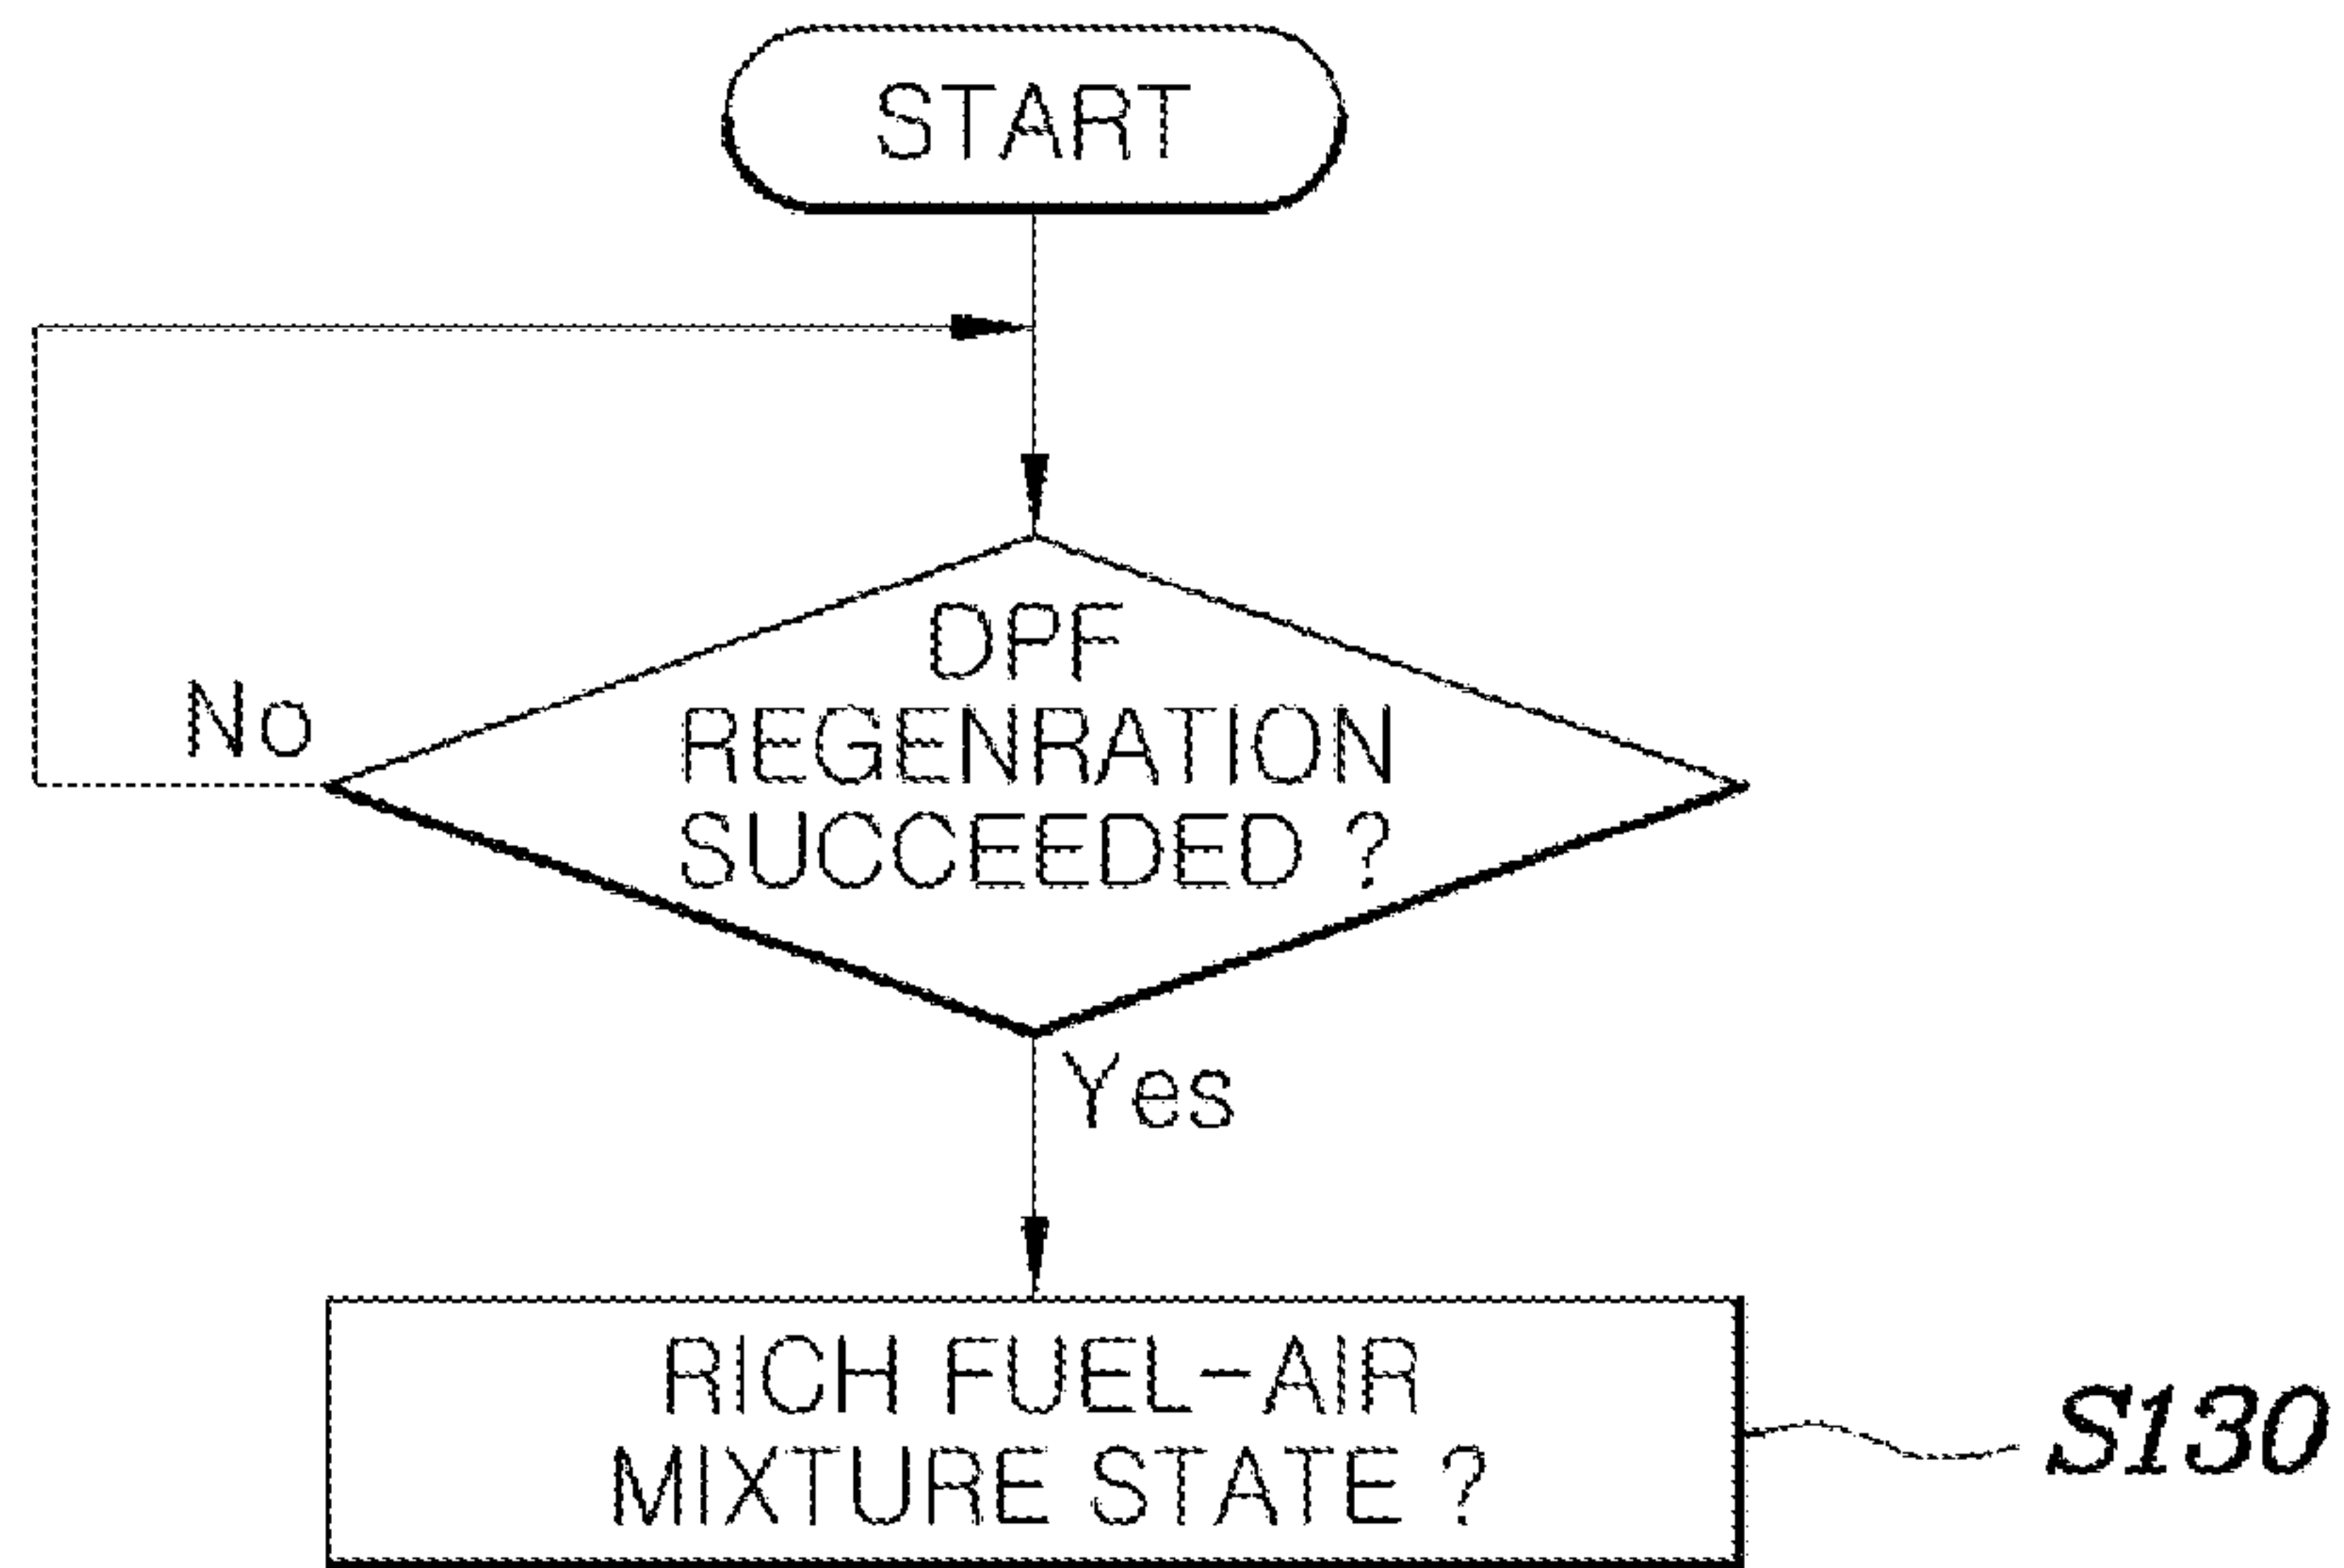 START
No
DPF
REGENRATION
SUCCEEDED ?
Yes
RICH FUEL-AIR
MIXTURE STATE ?
S130